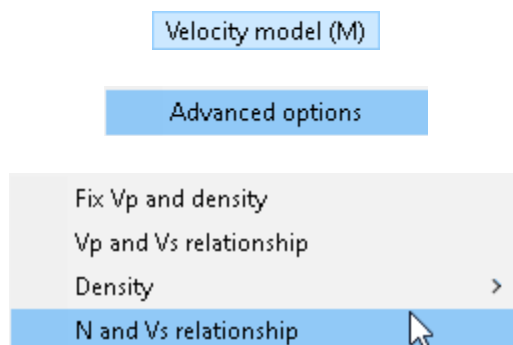 Velocity model (M)
Advanced options
Fix Vp and density
Vp and Vs relationship
Density
N and Vs relationship